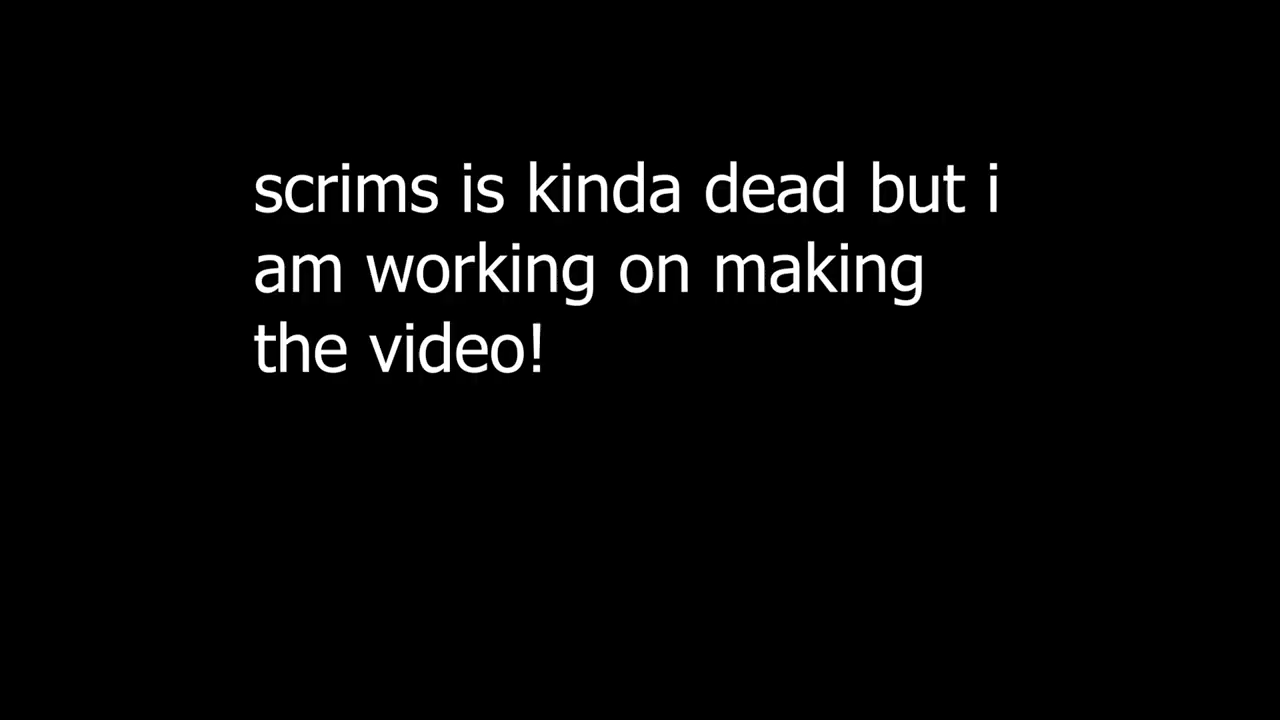 scrims is kinda dead but i
am working on making
the video!